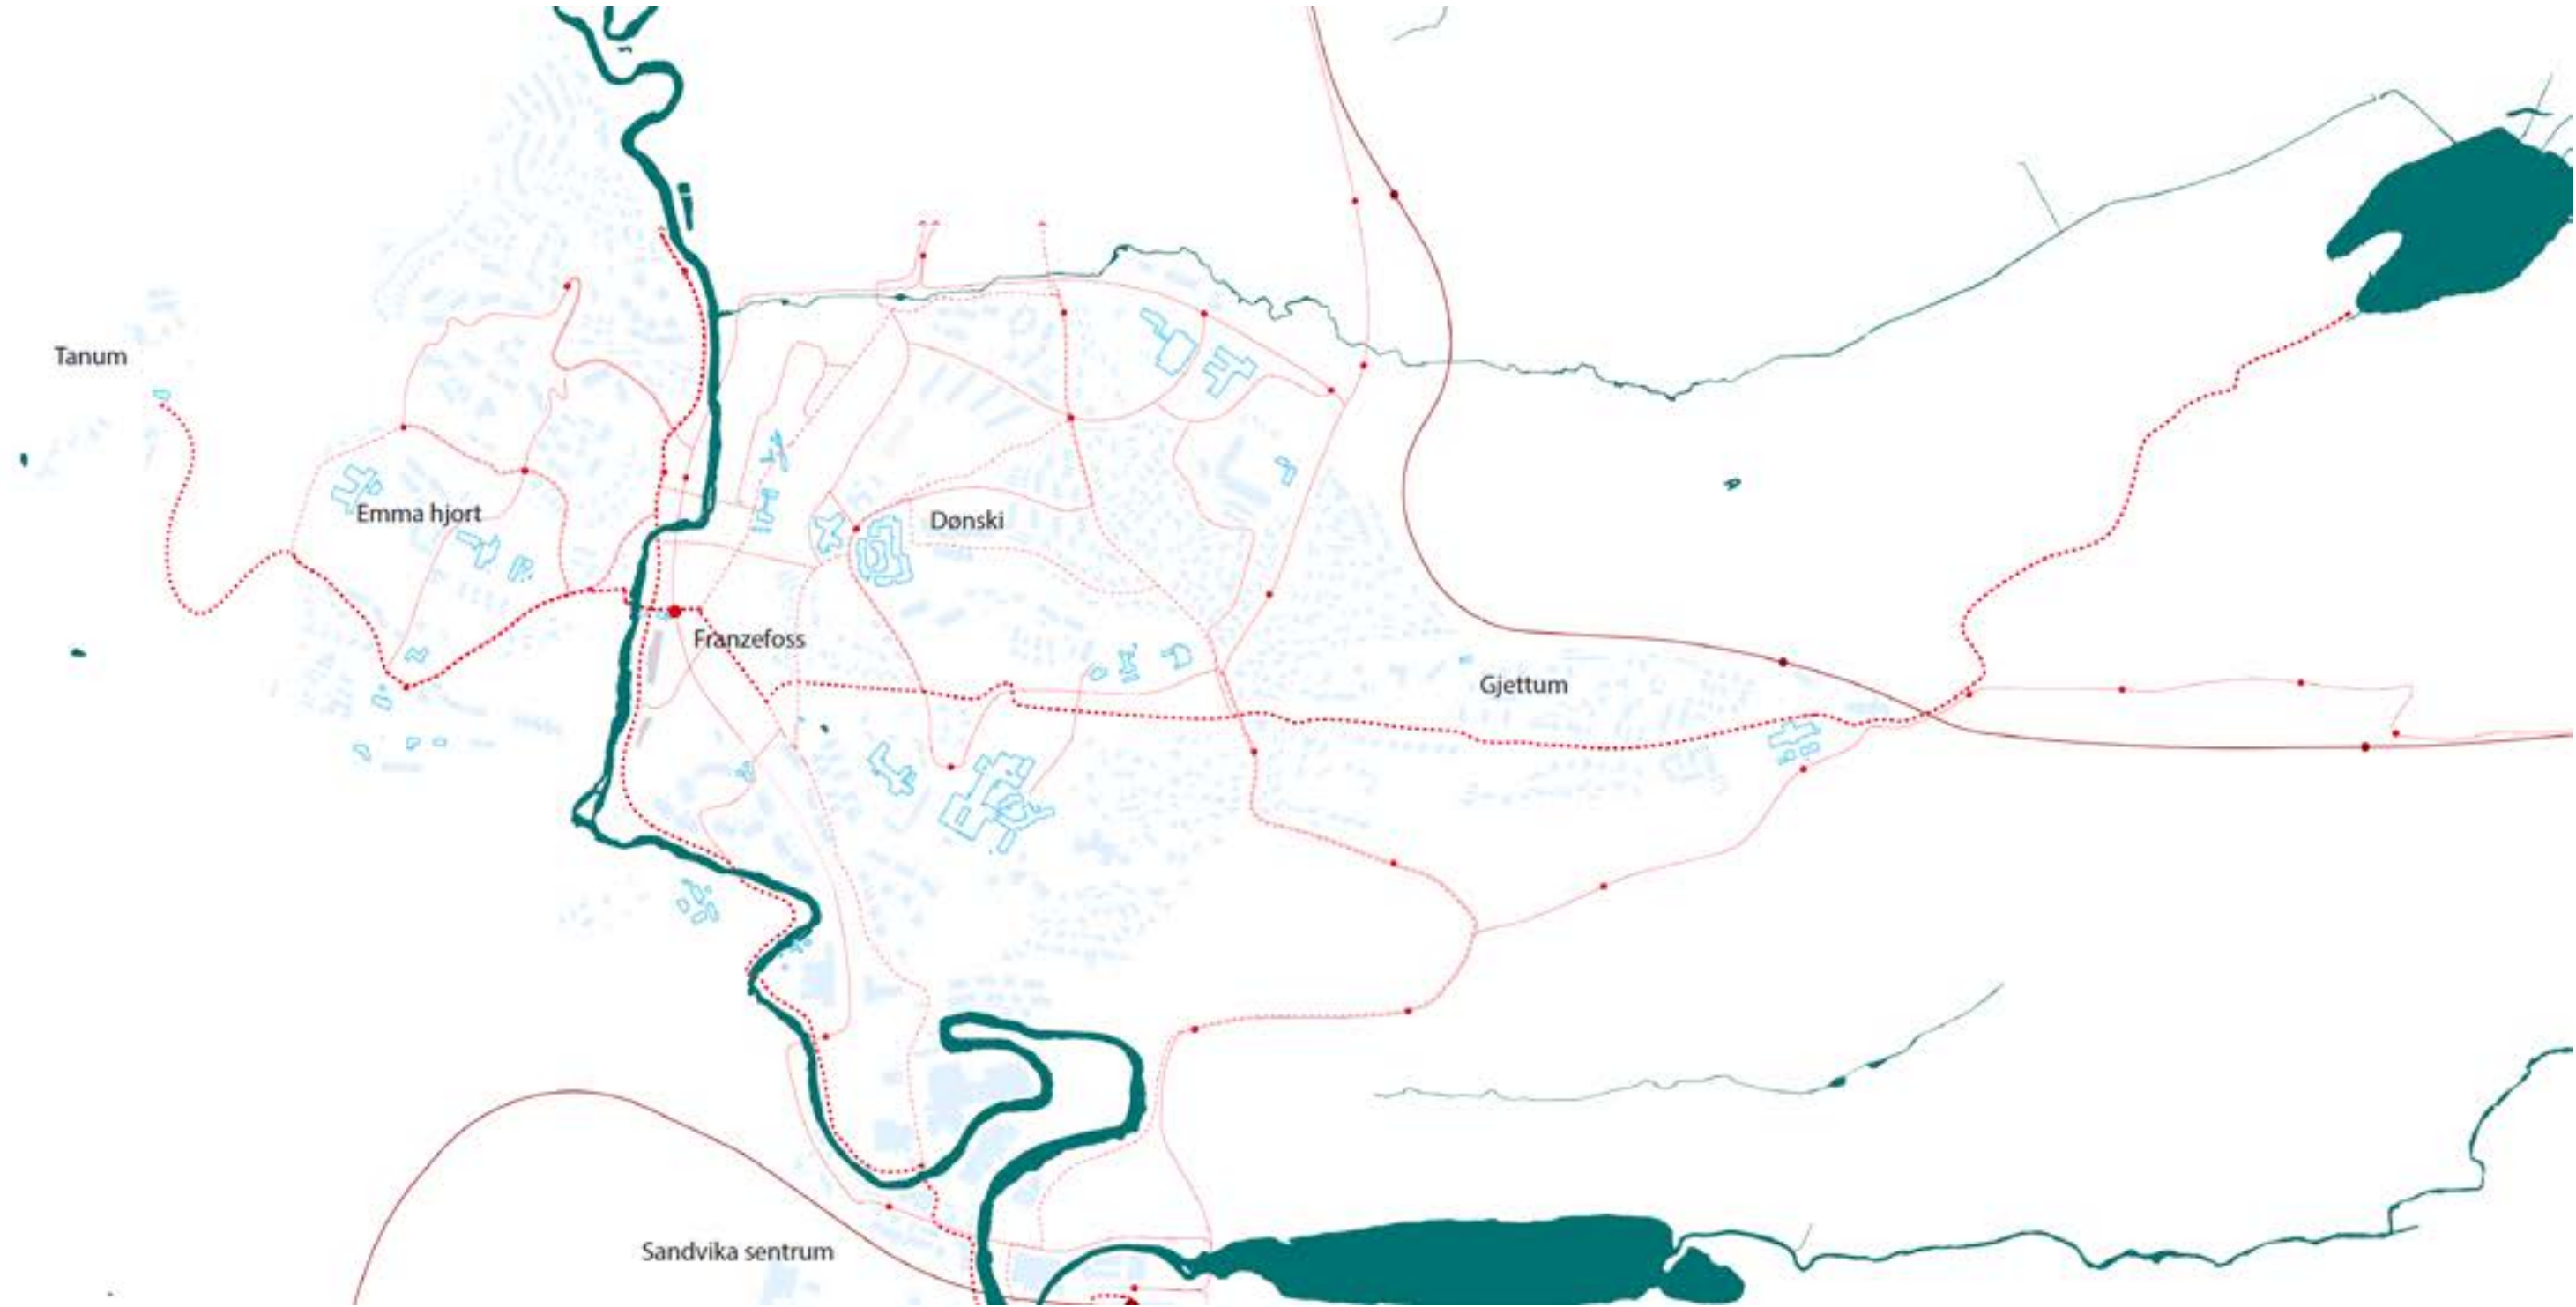 Tanum
Emma hjort
Dønski
Franzefoss
Gjettum
Sandvika sentrum